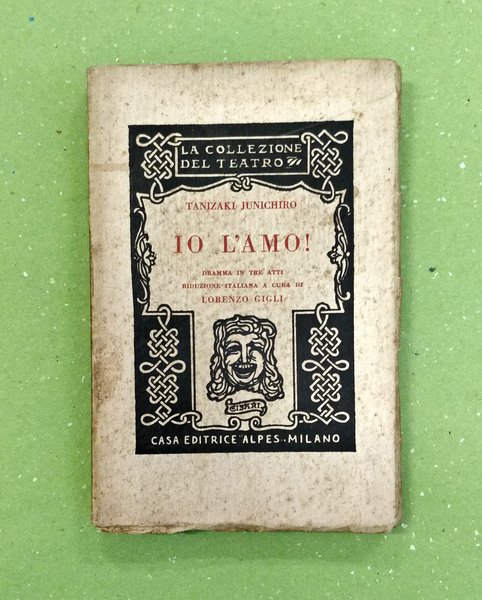 LA COLLEZIONE
DEL TEATRO
TANIZAKI JUNICHIRO
IO L'AMO!
DRAMMA IN TRE ATTI
RIDUZIONE ITALIANA A CURA DI
LORENZO GIGLI
CISARI
CASA EDITRICE "ALPES„ · MILANO